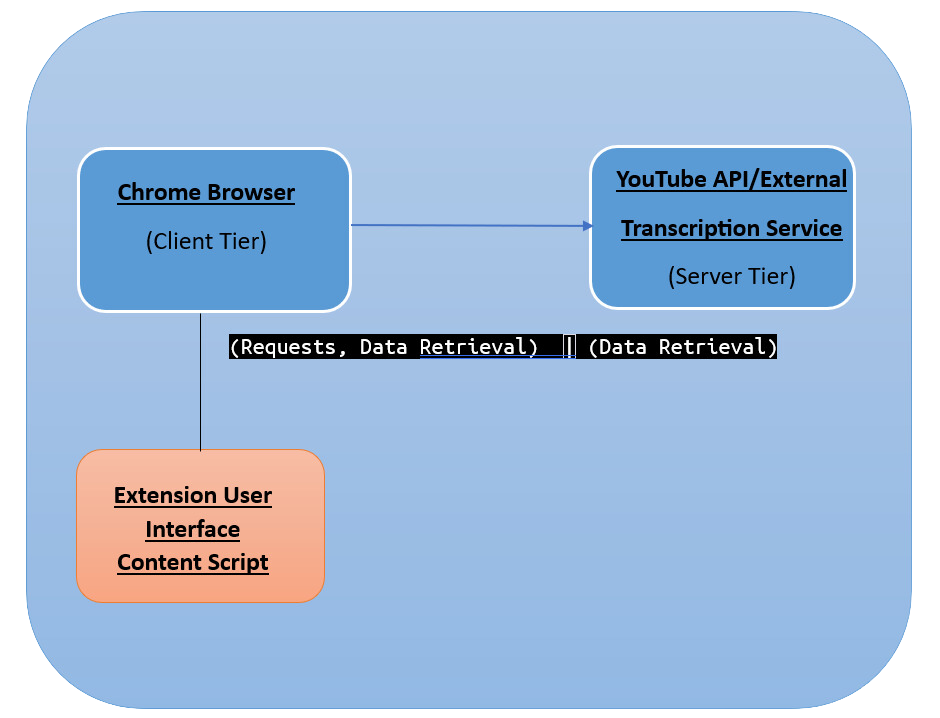 Chrome Browser
(Client Tier)
YouTube API/External
Transcription Service
(Server Tier)
(Requests, Data Retrieval) | (Data Retrieval)
Extension User
Interface
Content Script